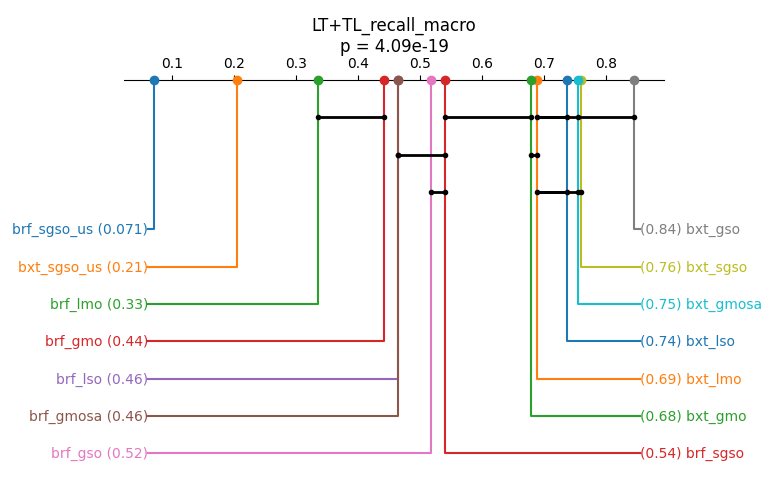 LT+TL_recall_macro
p = 4.09e-19
0.1 0.2 0.3 0.4 0.5 0.6 0.7 0.8
brf_sgso_us (0.071)
(0.84) bxt_gso
bxt_sgso_us (0.21)
(0.76) bxt_sgso
brf_lmo (0.33)
(0.75) bxt_gmosa
brf_gmo (0.44)
(0.74) bxt_lso
brf_lso (0.46)
(0.69) bxt_lmo
brf_gmosa (0.46)
(0.68) bxt_gmo
brf_gso (0.52)
(0.54) brf_sgso